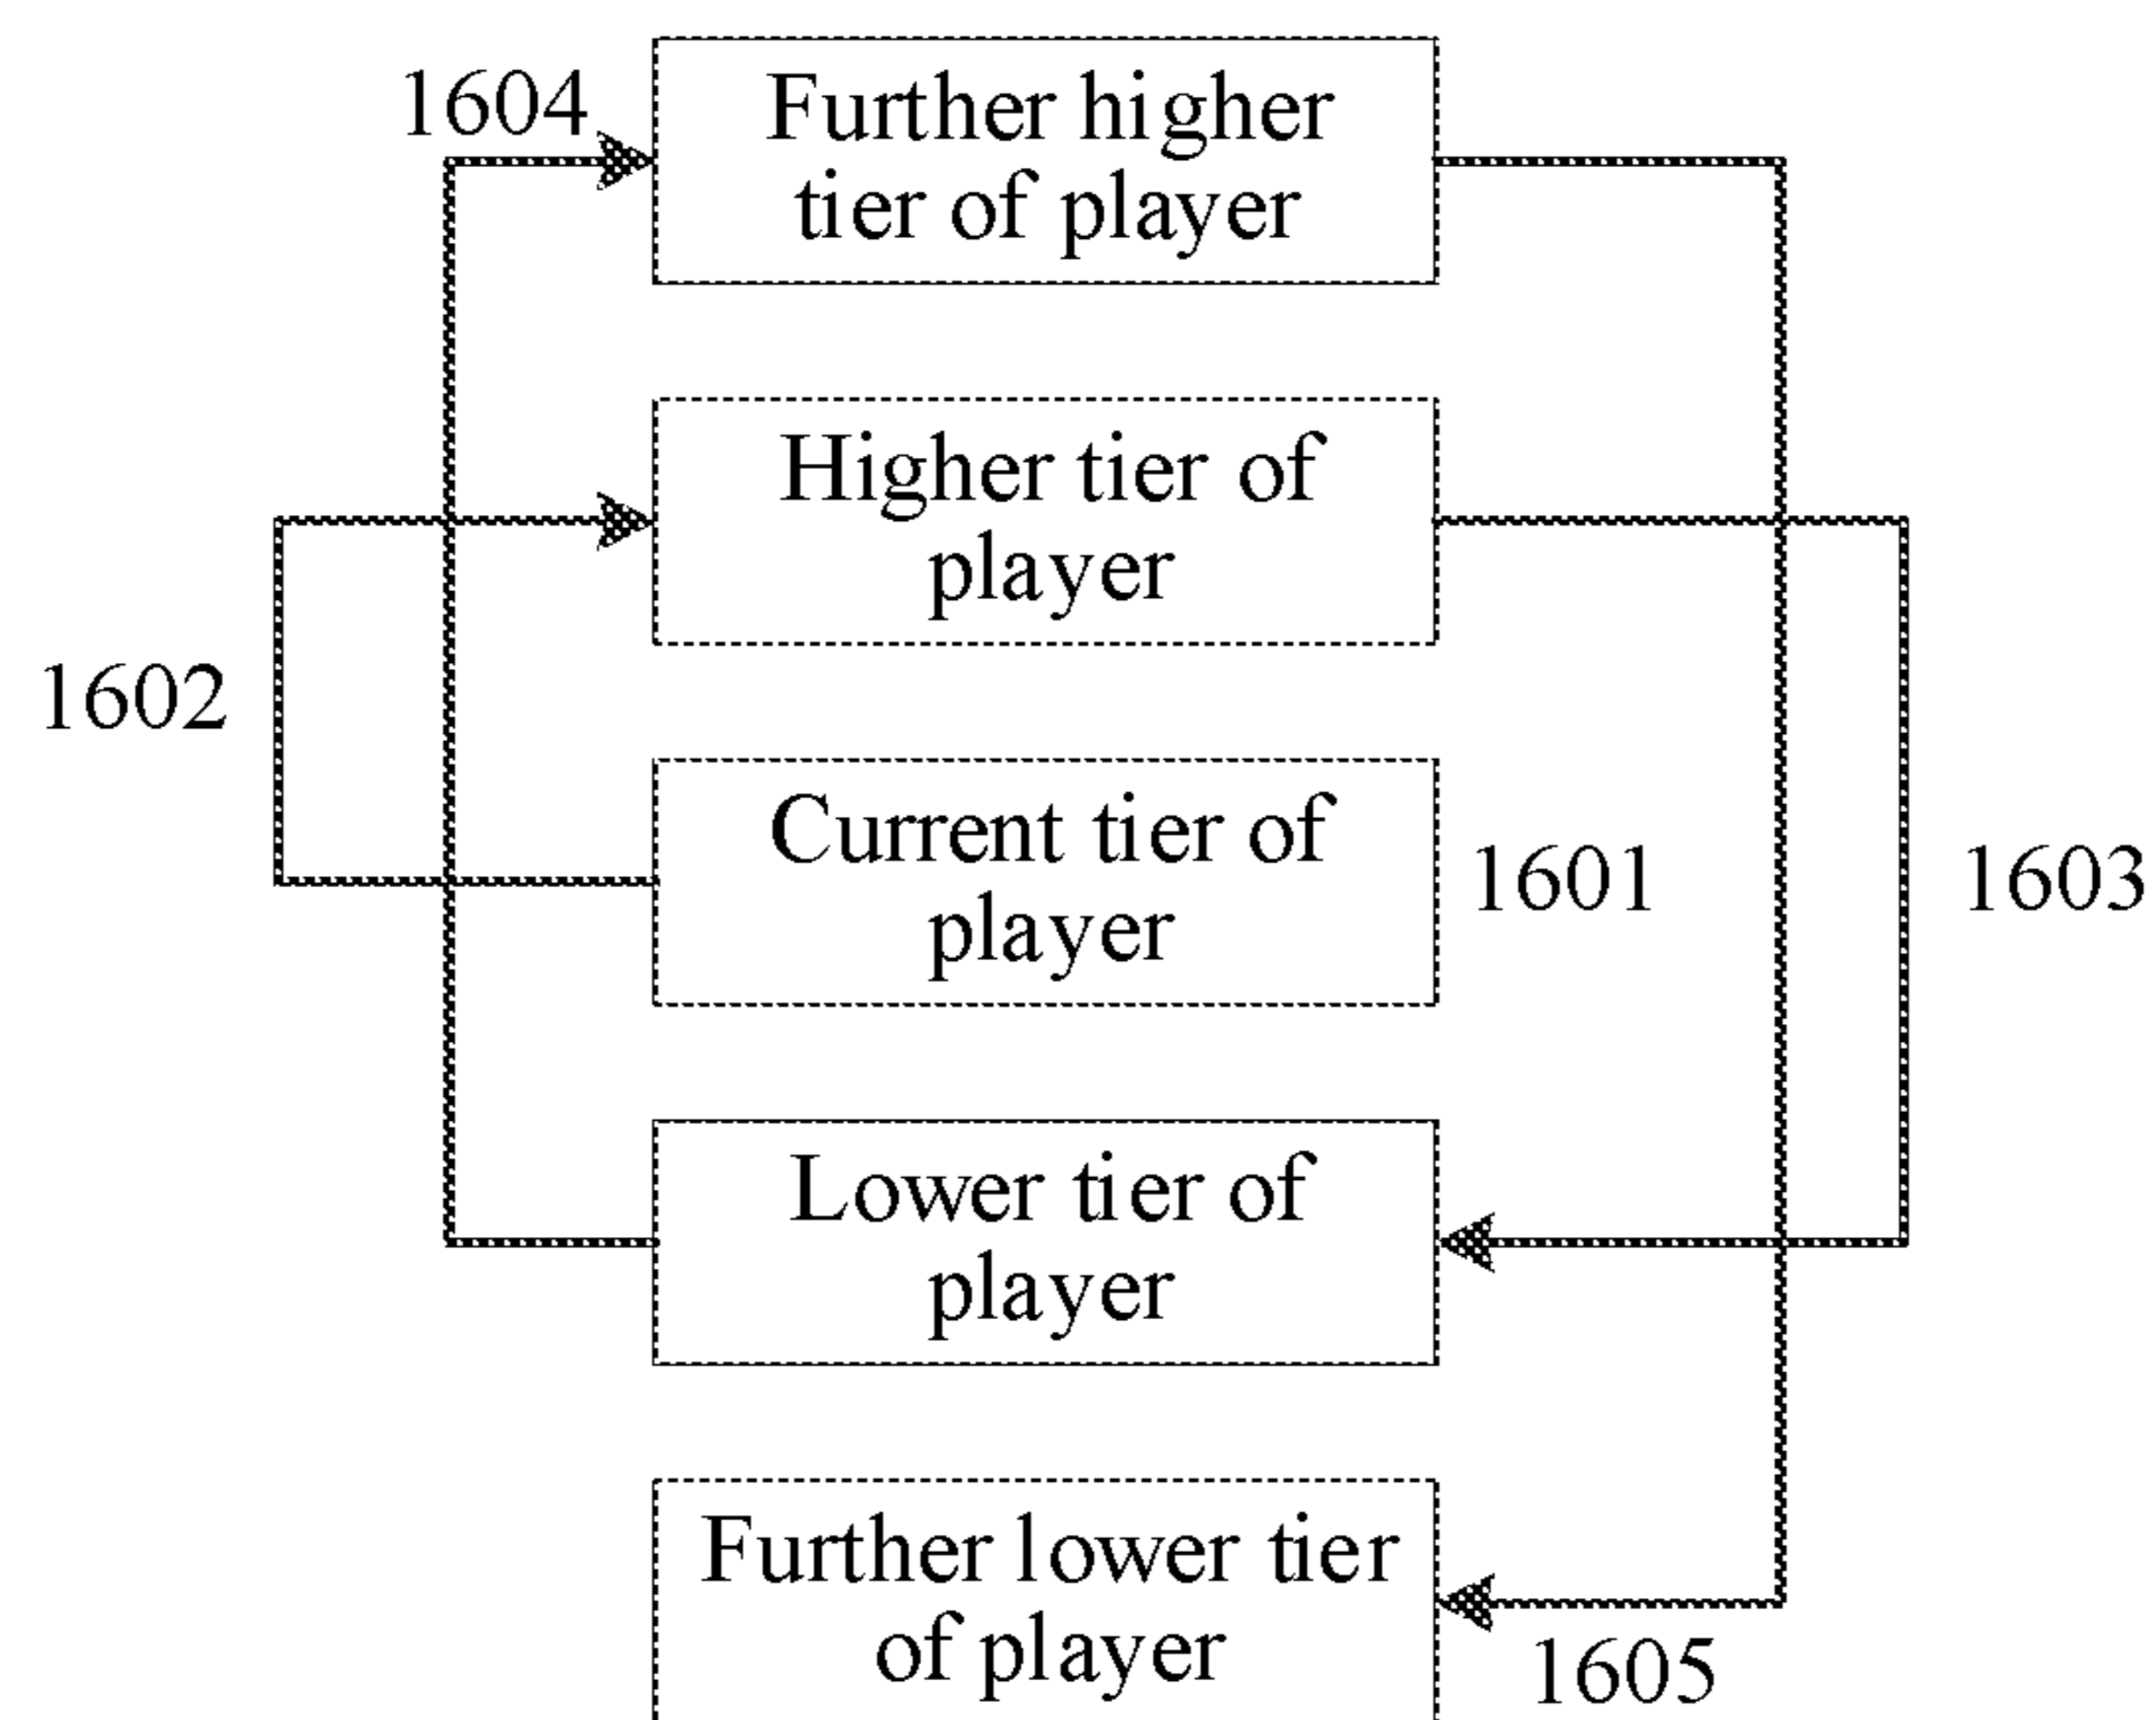 1604
Further higher
tier of player
Higher tier of
player
1602
Current tier of
player
1601
1603
Lower tier of
player
Further lower tier
of player
1605